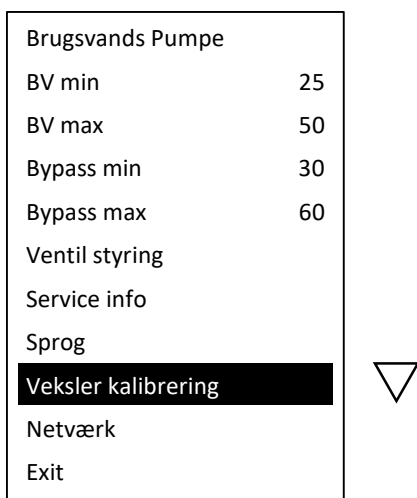 Brugsvands Pumpe
BV min 25
BV max 50
Bypass min 30
Bypass max 60
Ventil styring
Service info
Sprog
Veksler kalibrering
Netværk
Exit